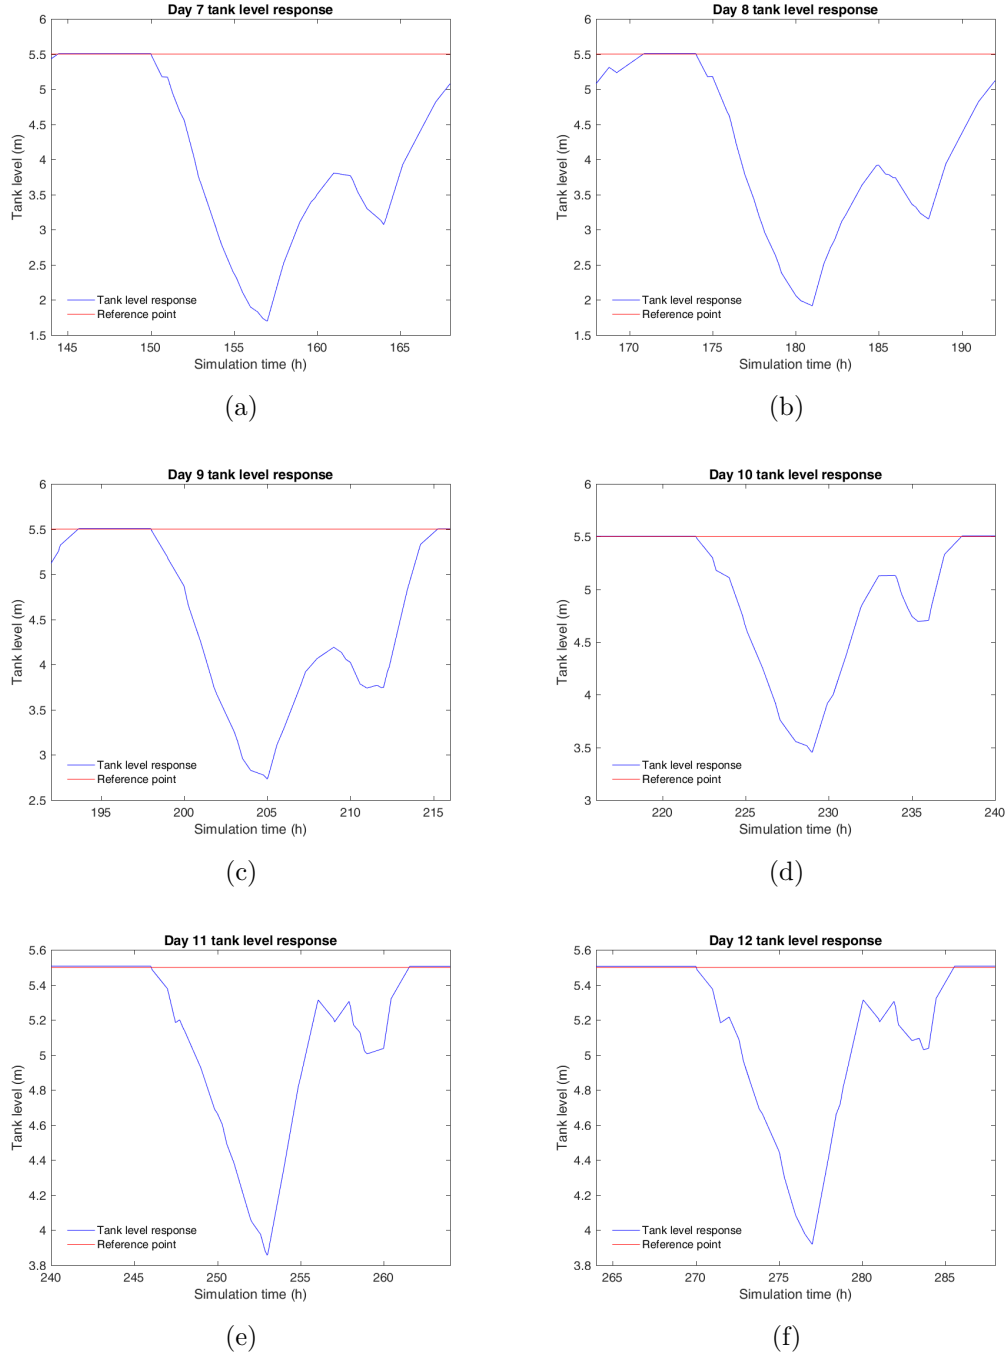 Day 7 tank level response
6
5.5
5
4.5
4
3.5
3
2.5
2
1.5
Tank level (m)
Tank level response
Reference point
145 150 155 160 165
Simulation time (h)
(a)
Day 8 tank level response
6
5.5
5
4.5
4
3.5
3
2.5
2
1.5
Tank level (m)
Tank level response
Reference point
170 175 180 185 190
Simulation time (h)
(b)
Day 9 tank level response
6
5.5
5
4.5
4
3.5
3
2.5
Tank level (m)
Tank level response
Reference point
195 200 205 210 215
Simulation time (h)
(c)
Day 10 tank level response
6
5.5
5
4.5
4
3.5
3
Tank level (m)
Tank level response
Reference point
220 225 230 235 240
Simulation time (h)
(d)
Day 11 tank level response
5.6
5.4
5.2
5
4.8
4.6
4.4
4.2
4
3.8
Tank level (m)
Tank level response
Reference point
240 245 250 255 260
Simulation time (h)
(e)
Day 12 tank level response
5.6
5.4
5.2
5
4.8
4.6
4.4
4.2
4
3.8
Tank level (m)
Tank level response
Reference point
265 270 275 280 285
Simulation time (h)
(f)